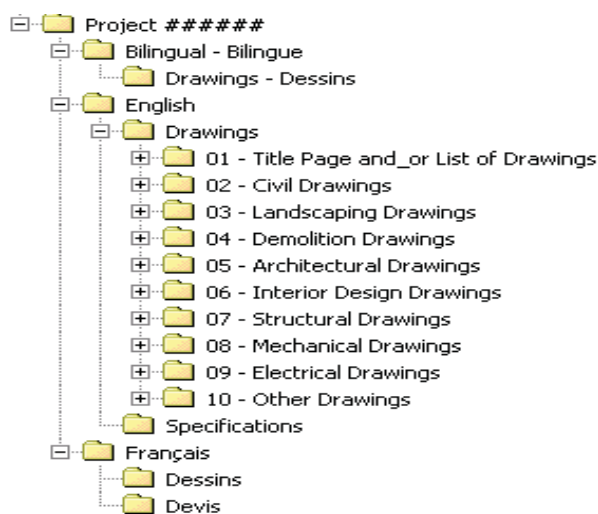 Project ######
Bilingual - Bilingue
Drawings - Dessins
English
Drawings
01 - Title Page and_or List of Drawings
02 - Civil Drawings
03 - Landscaping Drawings
04 - Demolition Drawings
05 - Architectural Drawings
06 - Interior Design Drawings
07 - Structural Drawings
08 - Mechanical Drawings
09 - Electrical Drawings
10 - Other Drawings
Specifications
Français
Dessins
Devis